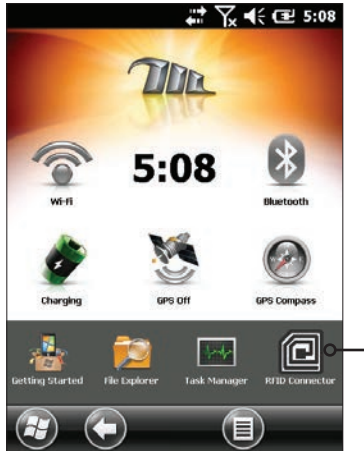 5:08
5:08
Wi-Fi
Bluetooth
Charging
GPS Off
GPS Compass
Getting Started
File Explorer
Task Manager
RFID Connector